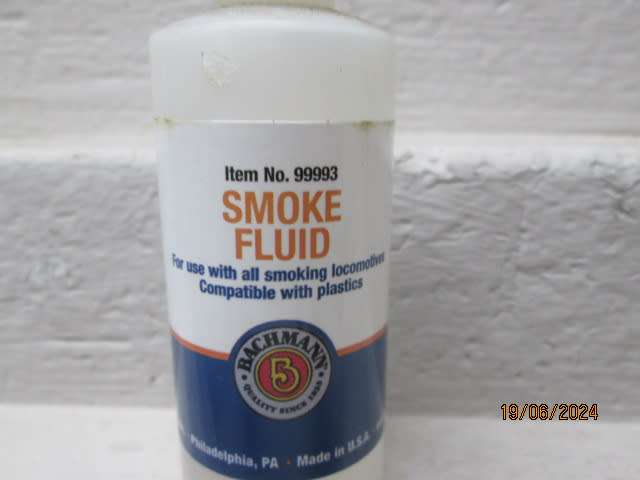 Item No. 99993
SMOKE
FLUID
For use with all smoking locomotives
Compatible with plastics
BACHMANN
B
QUALITY SINCE 1833
Philadelphia, PA • Made in U.S.A.
19/06/2024